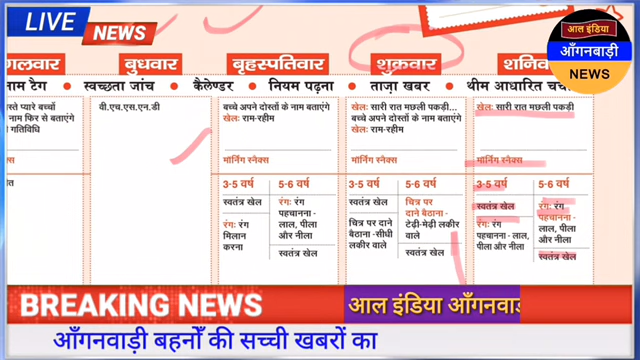 LIVE
NEWS
आल इंडिया
आँगनबाड़ी
NEWS
बुधवार
बृहस्पतिवार
शुक्रवार
नाम टैग • स्वच्छता जांच • कैलेण्डर • नियम पढ़ना • ताज़ा खबर • थीम आधारित
वी.एच.एस.एन.डी
बच्चे अपने दोस्तों के नाम बताएंगे
खेल: राम-रहीम
मॉर्निंग स्नैक्स
3-5 वर्ष
स्वतंत्र खेल
रंग: रंग
मिलान
करना
5-6 वर्ष
रंग: रंग
पहचानना -
लाल, पीला
और नीला
स्वतंत्र खेल
खेल: सारी रात मछली पकड़ी...
बच्चे अपने दोस्तों के नाम बताएंगे
खेल: राम-रहीम
मॉर्निंग स्नैक्स
3-5 वर्ष
स्वतंत्र खेल
चित्र पर दाने
बैठाना -सीधी
लकीर वाले
5-6 वर्ष
चित्र पर
दाने बैठाना -
टेढ़ी-मेढ़ी लकीर
वाले
स्वतंत्र खेल
खेल: सारी रात मछली पकड़ी
मॉर्निंग स्नैक्स
3-5 वर्ष
स्वतंत्र खेल
रंग: रंग
पहचानना - लाल,
पीला और नीला
5-6 वर्ष
रंग: रंग
पहचानना -
लाल, पीला
और नीला
स्वतंत्र खेल
BREAKING NEWS
आल इंडिया आँगनवाड़
आँगनवाड़ी बहनोँ की सच्ची खबरों का